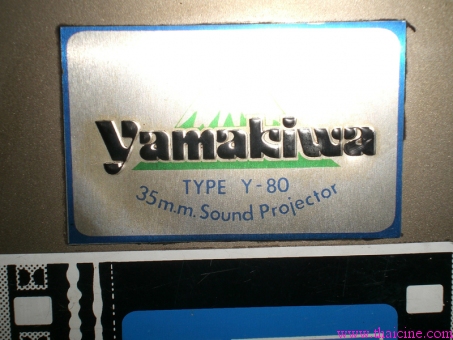 yamakiwa
TYPE Y-80
35m.m. Sound Projector
www.thaicine.com